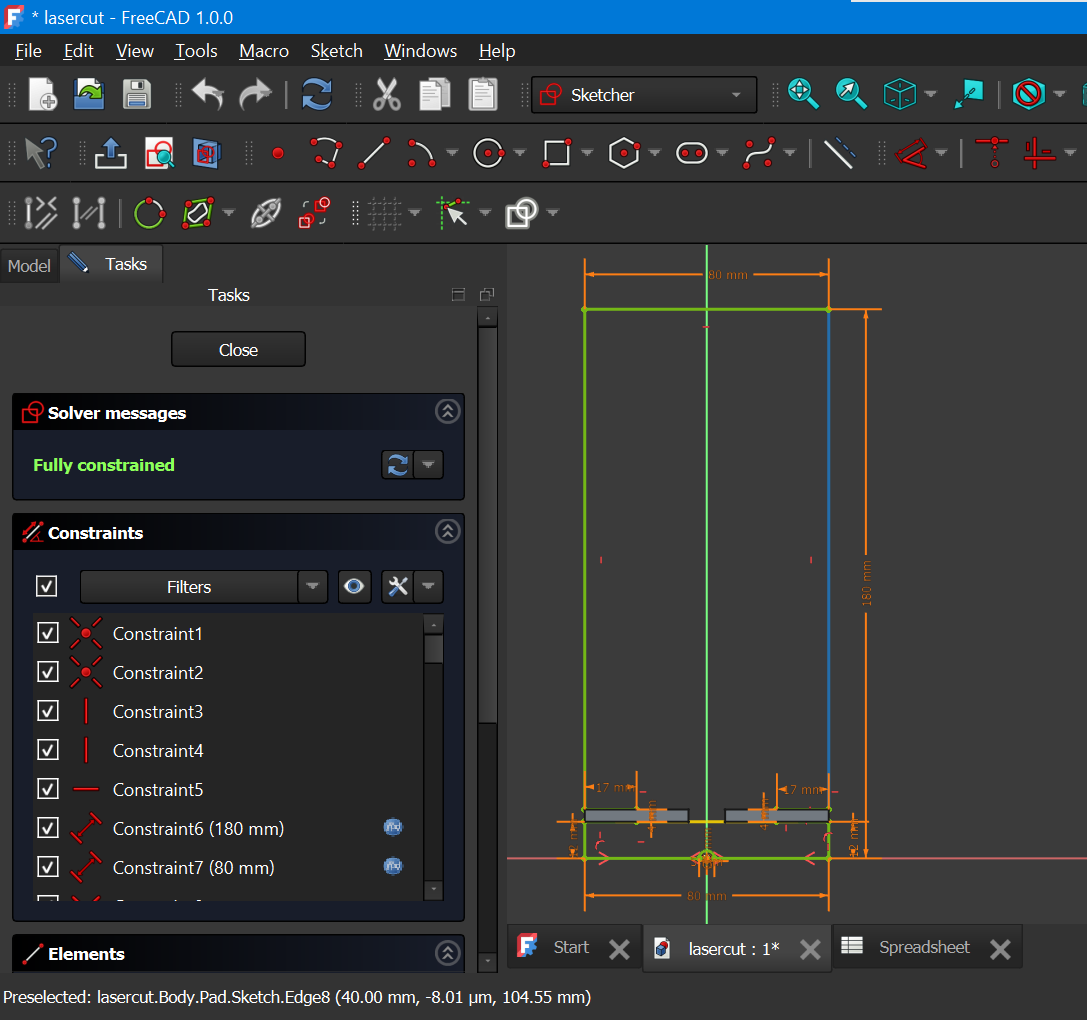 * lasercut - FreeCAD 1.0.0
File Edit View Tools Macro Sketch Windows Help
Sketcher
Model Tasks
Tasks
Close
Solver messages
Fully constrained
Constraints
Filters
Constraint1
Constraint2
Constraint3
Constraint4
Constraint5
Constraint6 (180 mm)
Constraint7 (80 mm)
Elements
80 mm
180 mm
17 mm
17 mm
80 mm
Start lasercut : 1* Spreadsheet
Preselected: lasercut.Body.Pad.Sketch.Edge8 (40.00 mm, -8.01 µm, 104.55 mm)